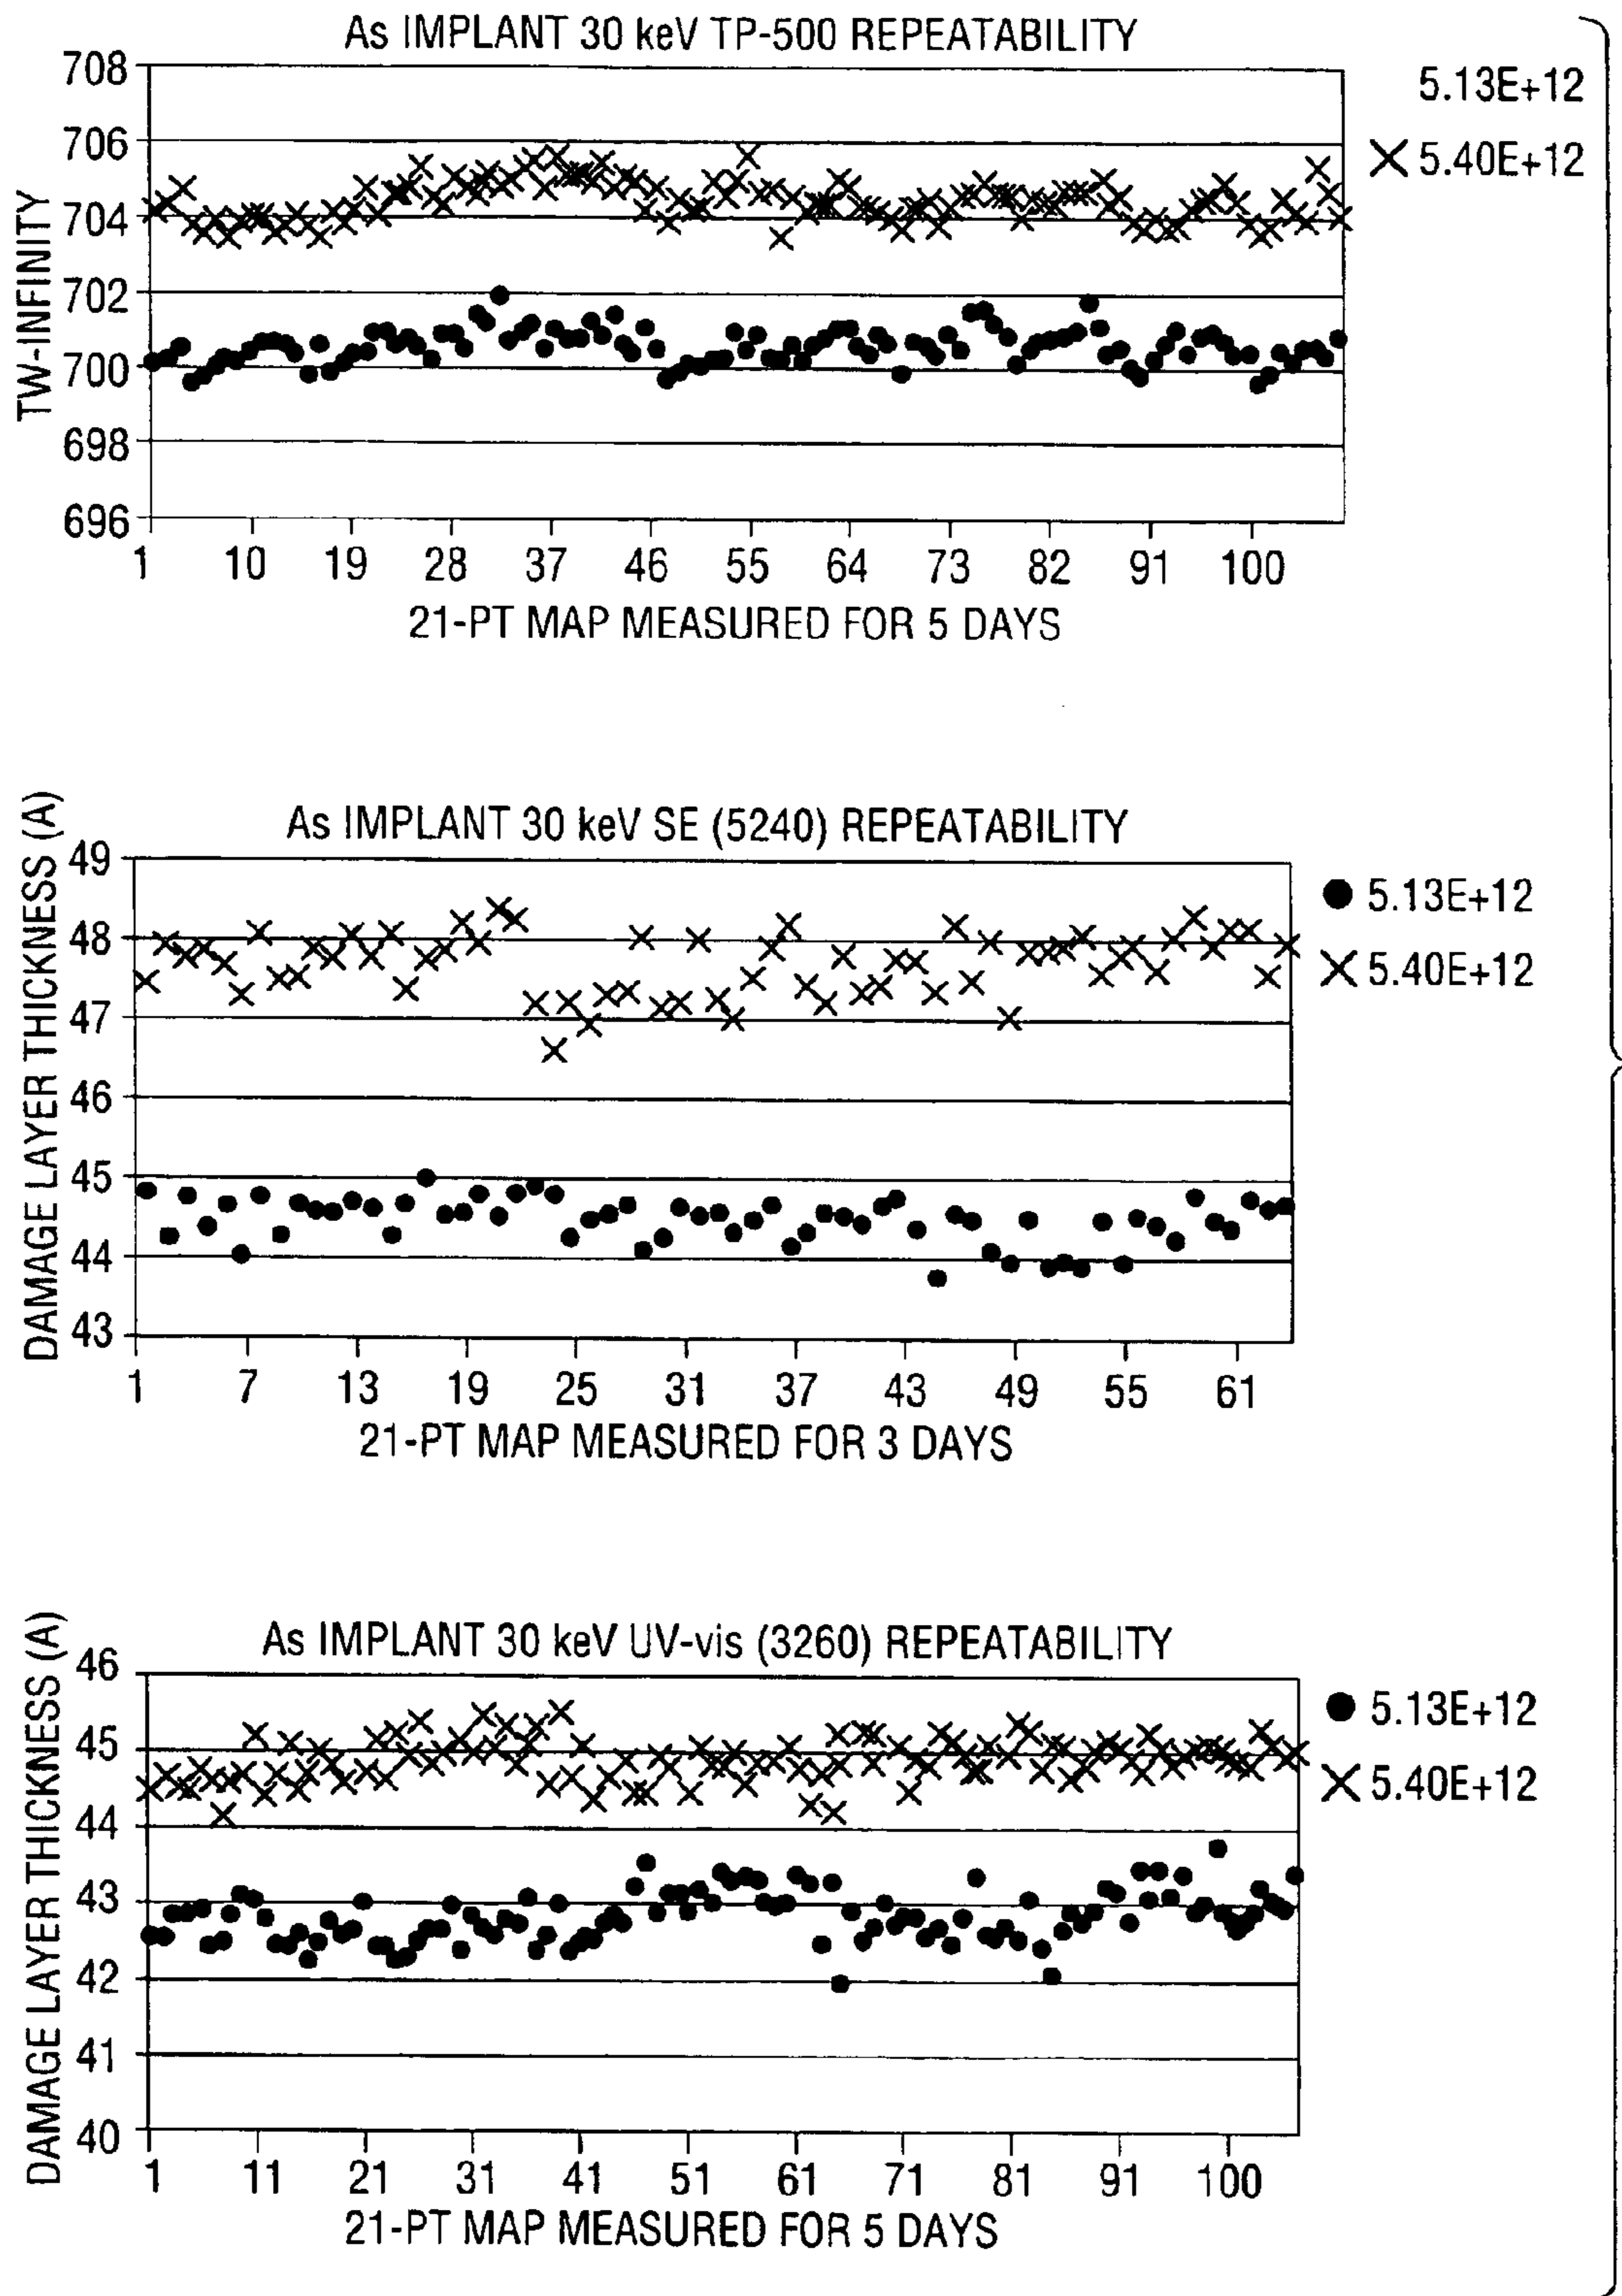 As IMPLANT 30 keV TP-500 REPEATABILITY
708
706
704
702
700
698
696
TW-INFINITY
1 10 19 28 37 46 55 64 73 82 91 100
21-PT MAP MEASURED FOR 5 DAYS
5.13E+12
5.40E+12
As IMPLANT 30 keV SE (5240) REPEATABILITY
49
48
47
46
45
44
43
DAMAGE LAYER THICKNESS (A)
1 7 13 19 25 31 37 43 49 55 61
21-PT MAP MEASURED FOR 3 DAYS
5.13E+12
5.40E+12
As IMPLANT 30 keV UV-vis (3260) REPEATABILITY
46
45
44
43
42
41
40
DAMAGE LAYER THICKNESS (A)
1 11 21 31 41 51 61 71 81 91 100
21-PT MAP MEASURED FOR 5 DAYS
5.13E+12
5.40E+12